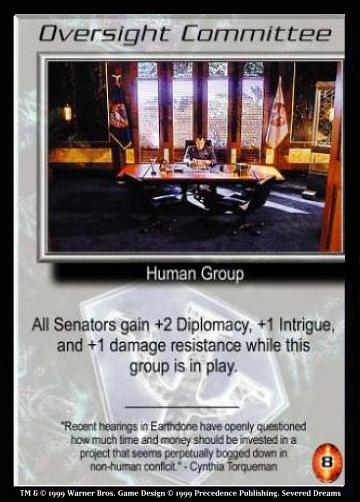 Oversight Committee
Human Group
All Senators gain +2 Diplomacy, +1 Intrigue,
and +1 damage resistance while this
group is in play.
"Recent hearings in Earthdone have openly questioned
how much time and money should be invested in a
project that seems perpetually bogged down in
non-human conflicit." - Cynthia Torqueman
8
TM & © 1999 Warner Bros. Game Design © 1999 Precedence Publishing. Severed Dreams